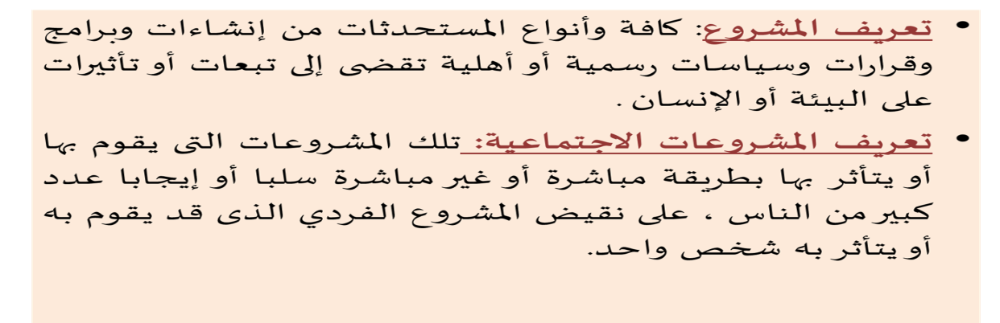 • تعريف المشروع: كافة وأنواع المستحدثات من إنشاءات وبرامج
وقرارات وسياسات رسمية أو أهلية تقضى إلى تبعات أو تأثيرات
على البيئة أو الإنسان .
• تعريف المشروعات الاجتماعية: تلك المشروعات التى يقوم بها
أو يتأثر بها بطريقة مباشرة أو غير مباشرة سلبا أو إيجابا عدد
كبير من الناس ، على نقيض المشروع الفردي الذى قد يقوم به
أو يتأثر به شخص واحد.